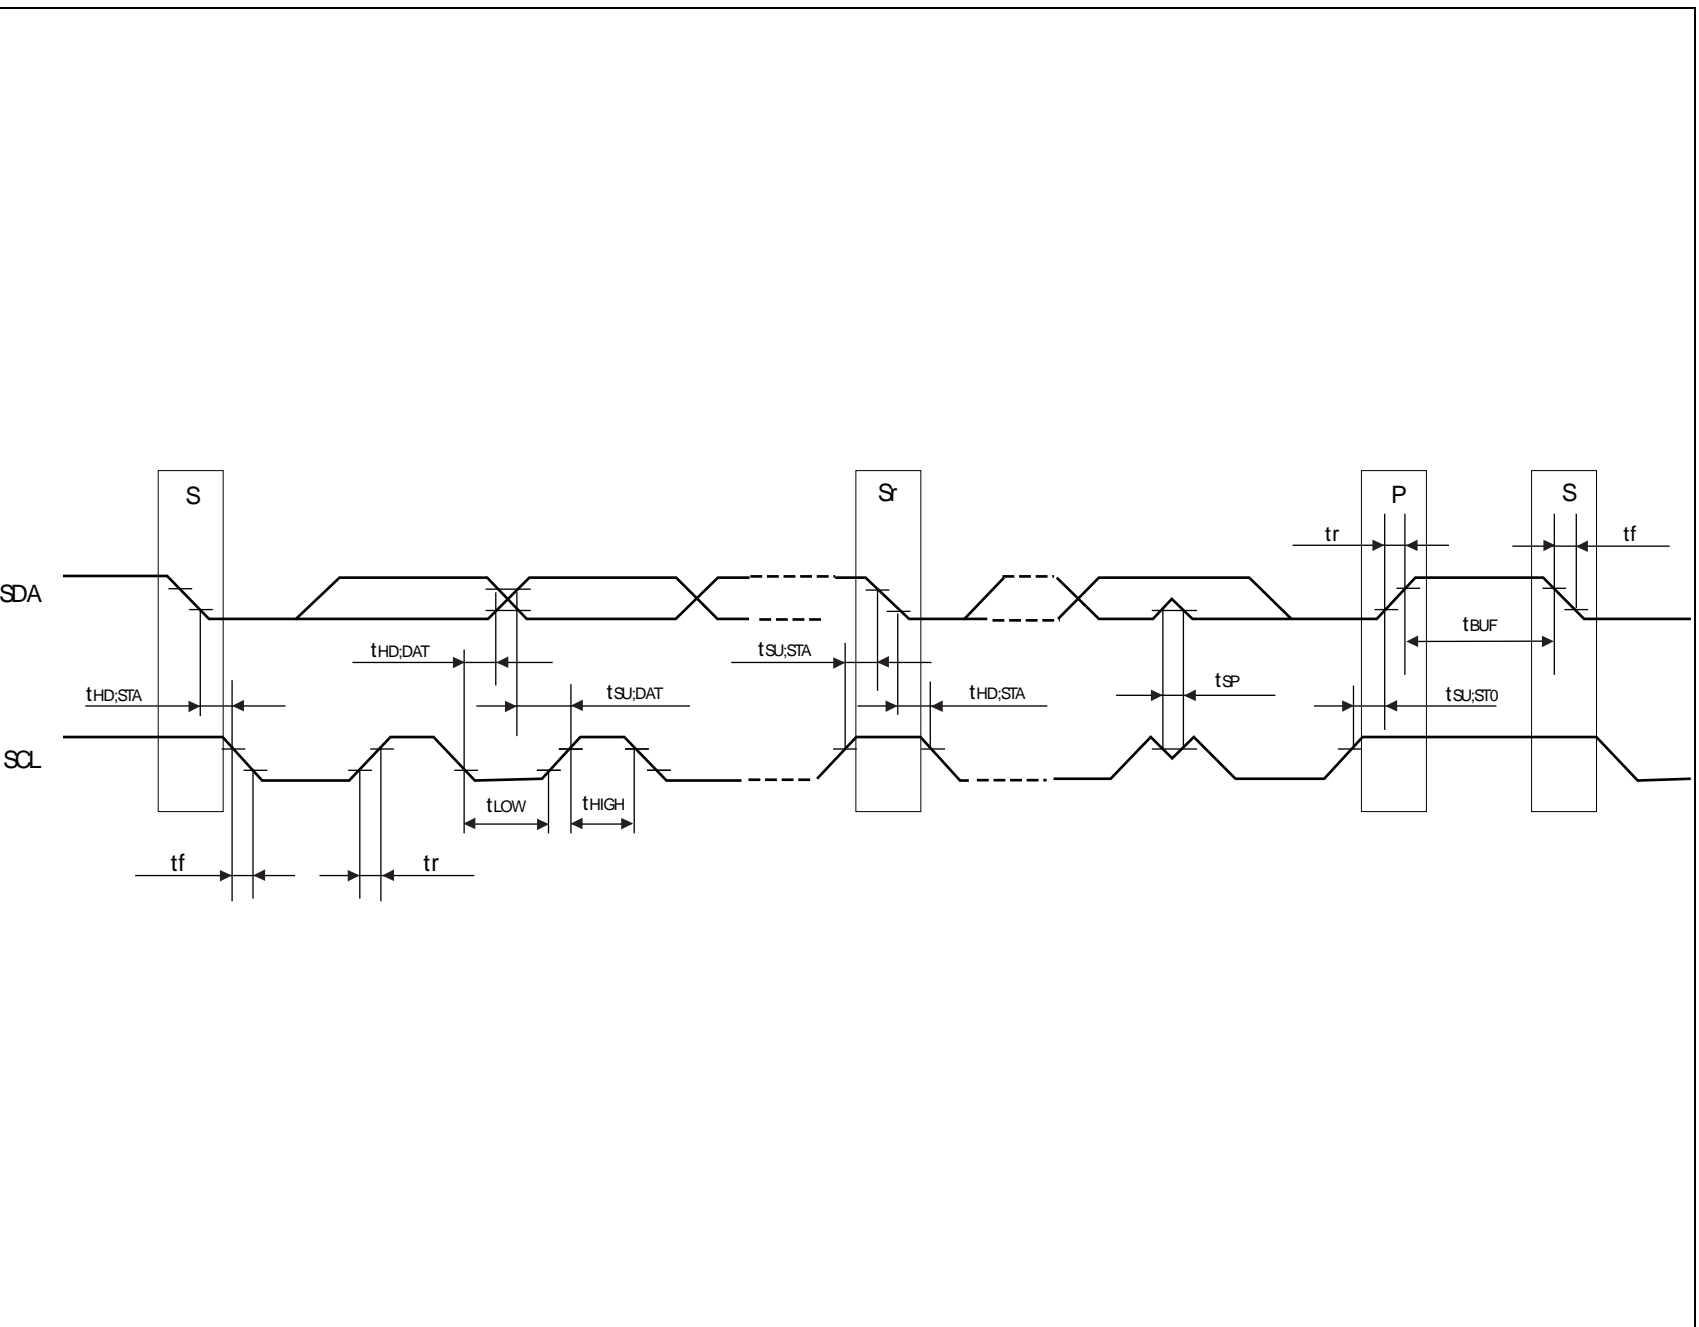 S Sr P S
tr tf
SDA
tBUF
tHD;DAT tSU;STA
tSP
tHD;STA tSU;DAT tHD;STA tSU;ST0
SCL
tLOW tHIGH
tf tr